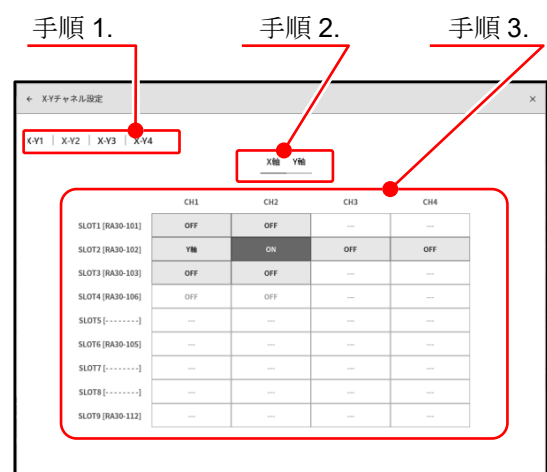 手順 1.
手順 2.
手順 3.
← X-Yチャネル設定 ×
X-Y1 | X-Y2 | X-Y3 | X-Y4
X軸 Y軸
CH1 CH2 CH3 CH4
SLOT1 [RA30-101] OFF OFF --- ---
SLOT2 [RA30-102] Y軸 ON OFF OFF
SLOT3 [RA30-103] OFF OFF --- ---
SLOT4 [RA30-106] OFF OFF --- ---
SLOT5 [--------] --- --- --- ---
SLOT6 [RA30-105] --- --- --- ---
SLOT7 [--------] --- --- --- ---
SLOT8 [--------] --- --- --- ---
SLOT9 [RA30-112] --- --- --- ---